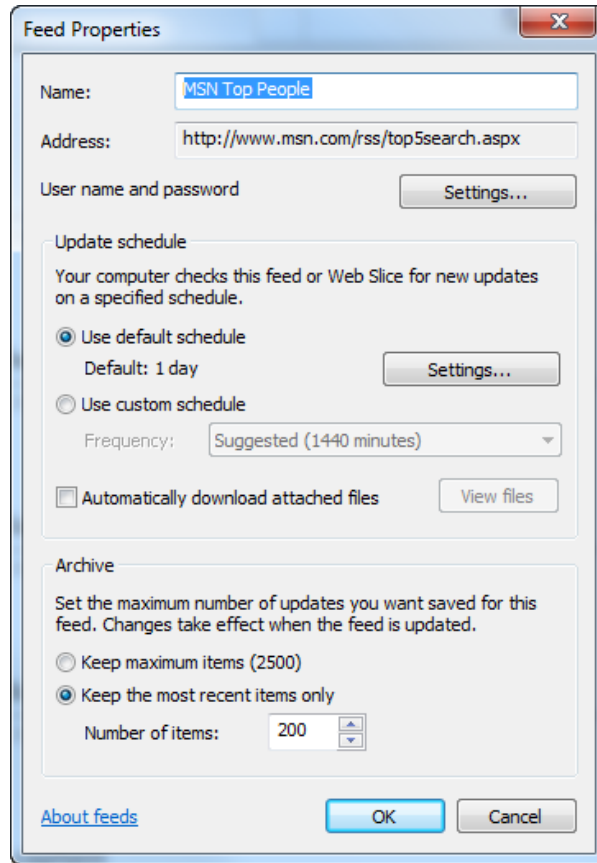 Feed Properties
Name: MSN Top People
Address: http://www.msn.com/rss/top5search.aspx
User name and password Settings...
Update schedule
Your computer checks this feed or Web Slice for new updates
on a specified schedule.
Use default schedule
Default: 1 day Settings...
Use custom schedule
Frequency: Suggested (1440 minutes)
Automatically download attached files View files
Archive
Set the maximum number of updates you want saved for this
feed. Changes take effect when the feed is updated.
Keep maximum items (2500)
Keep the most recent items only
Number of items: 200
About feeds OK Cancel